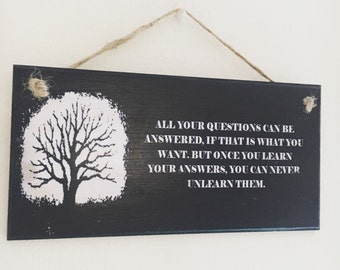 ALL YOUR QUESTIONS CAN BE
ANSWERED, IF THAT IS WHAT YOU
WANT. BUT ONCE YOU LEARN
YOUR ANSWERS, YOU CAN NEVER
UNLEARN THEM.